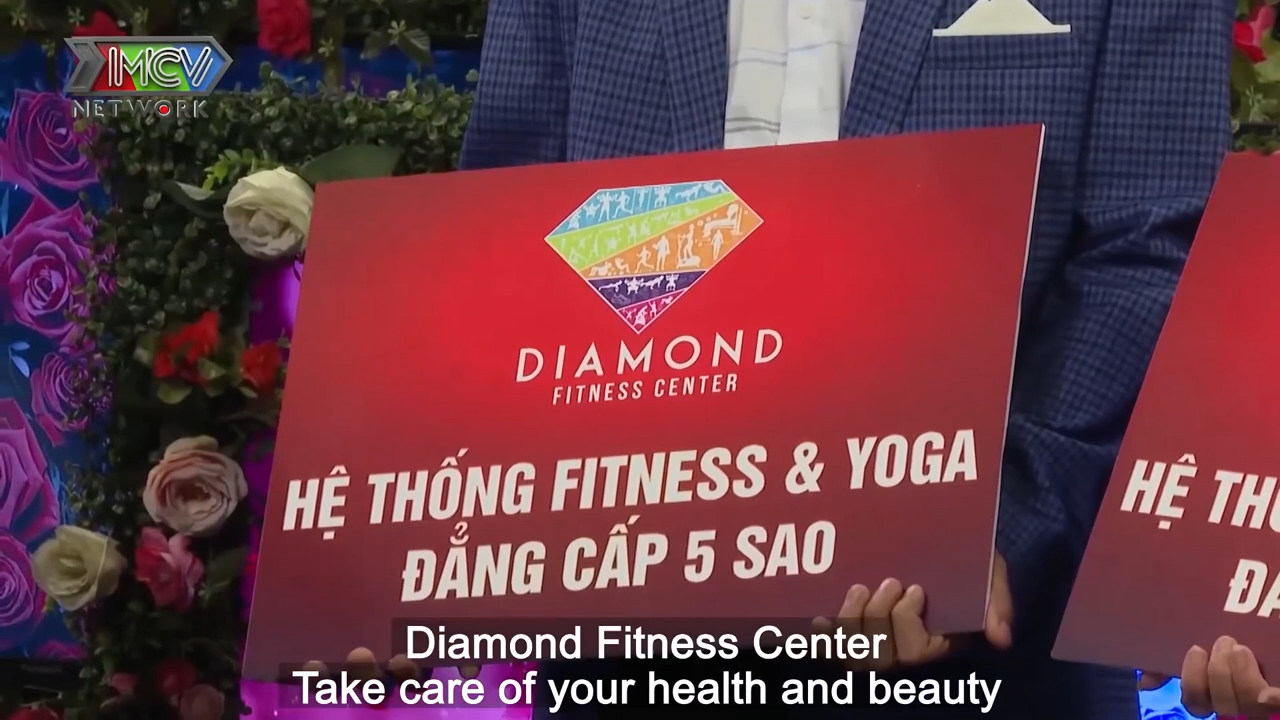 MCV
NETWORK
DIAMOND
FITNESS CENTER
HỆ THỐNG FITNESS & YOGA
ĐẲNG CẤP 5 SAO
HỆ
Diamond Fitness Center
Take care of your health and beauty